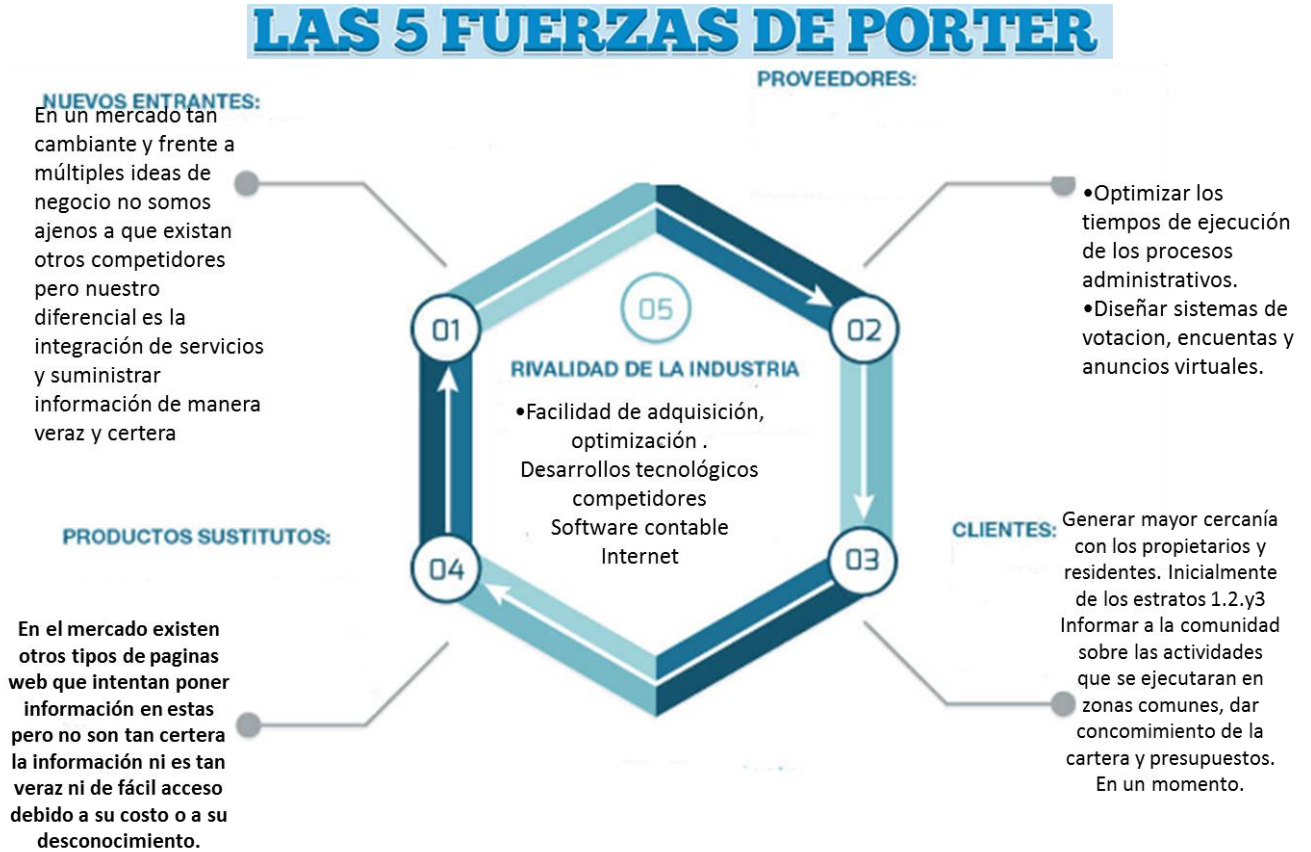 LAS 5 FUERZAS DE PORTER
NUEVOS ENTRANTES:
En un mercado tan
cambiante y frente a
múltiples ideas de
negocio no somos
ajenos a que existan
otros competidores
pero nuestro
diferencial es la
integración de servicios
y suministrar
información de manera
veraz y certera
01
PROVEEDORES:
•Optimizar los
tiempos de ejecución
de los procesos
administrativos.
•Diseñar sistemas de
votacion, encuentas y
anuncios virtuales.
02
05
RIVALIDAD DE LA INDUSTRIA
•Facilidad de adquisición,
optimización .
Desarrollos tecnológicos
competidores
Software contable
Internet
CLIENTES:
Generar mayor cercanía
con los propietarios y
residentes. Inicialmente
de los estratos 1.2.y3
Informar a la comunidad
sobre las actividades
que se ejecutaran en
zonas comunes, dar
concomimiento de la
cartera y presupuestos.
En un momento.
03
PRODUCTOS SUSTITUTOS:
04
En el mercado existen
otros tipos de paginas
web que intentan poner
información en estas
pero no son tan certera
la información ni es tan
veraz ni de fácil acceso
debido a su costo o a su
desconocimiento.